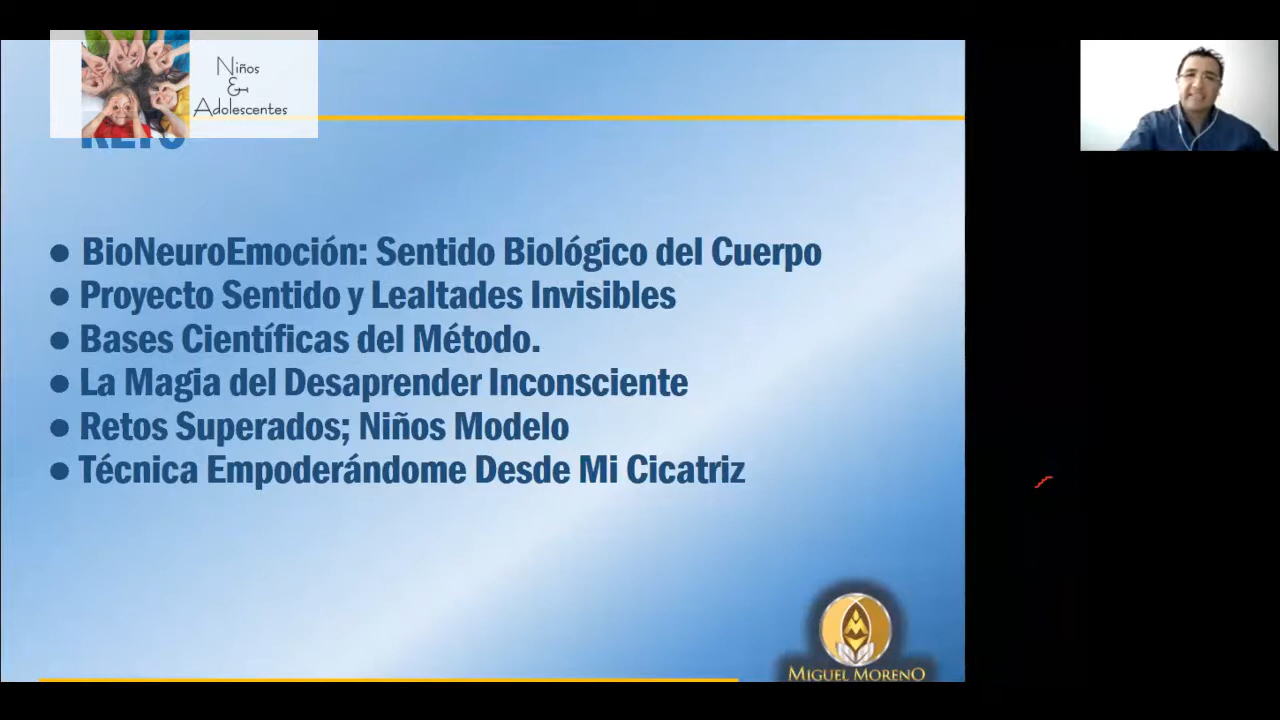 Niños
&
Adolescentes
RETO
● BioNeuroEmoción: Sentido Biológico del Cuerpo
● Proyecto Sentido y Lealtades Invisibles
● Bases Científicas del Método.
● La Magia del Desaprender Inconsciente
● Retos Superados; Niños Modelo
● Técnica Empoderándome Desde Mi Cicatriz
MIGUEL MORENO